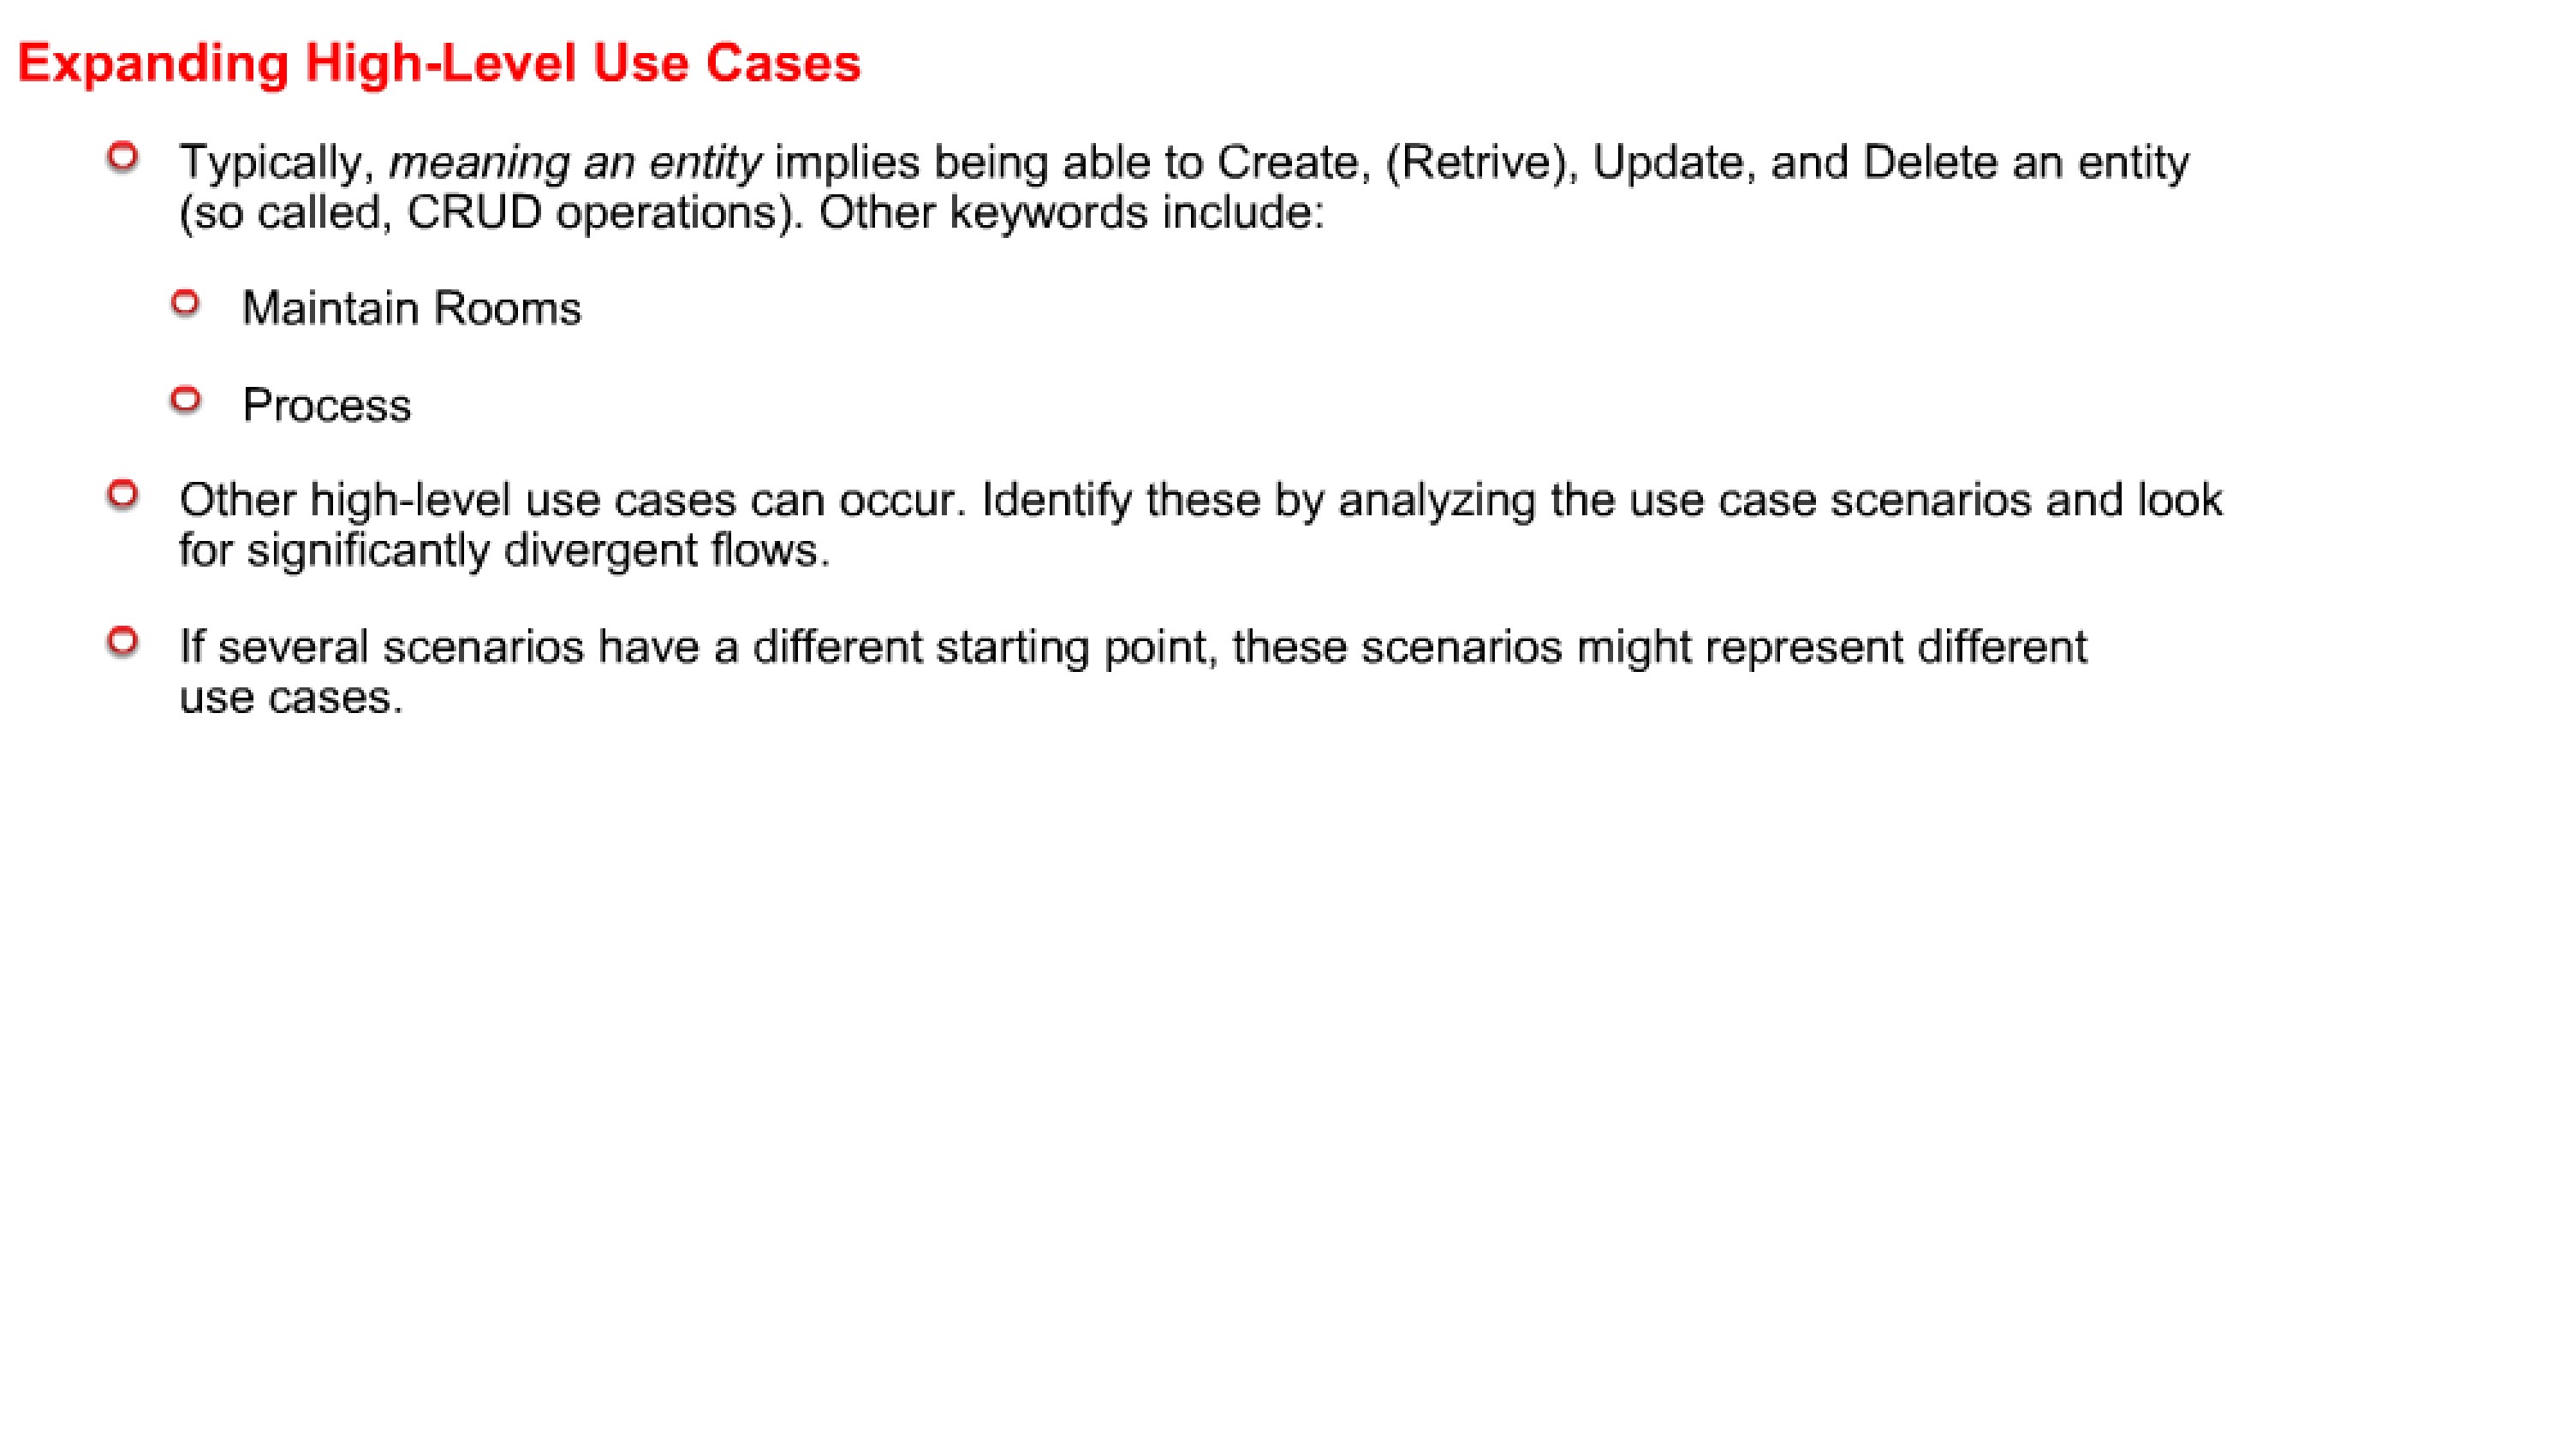 Expanding High-Level Use Cases
Typically, meaning an entity implies being able to Create, (Retrive), Update, and Delete an entity
(so called, CRUD operations). Other keywords include:
Maintain Rooms
Process
Other high-level use cases can occur. Identify these by analyzing the use case scenarios and look
for significantly divergent flows.
If several scenarios have a different starting point, these scenarios might represent different
use cases.